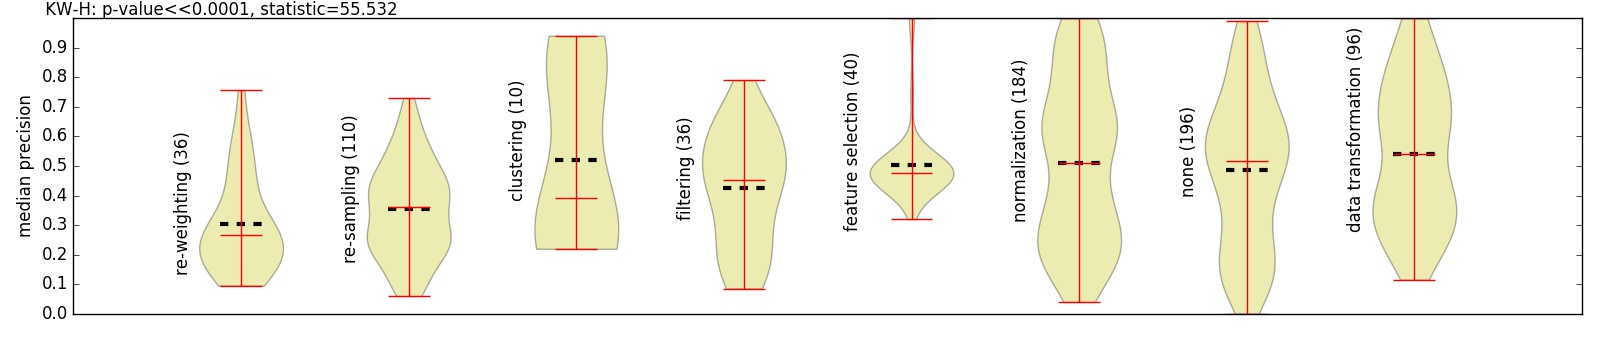 KW-H: p-value<<0.0001, statistic=55.532
median precision
0.9
0.8
0.7
0.6
0.5
0.4
0.3
0.2
0.1
0.0
re-weighting (36)
re-sampling (110)
clustering (10)
filtering (36)
feature selection (40)
normalization (184)
none (196)
data transformation (96)